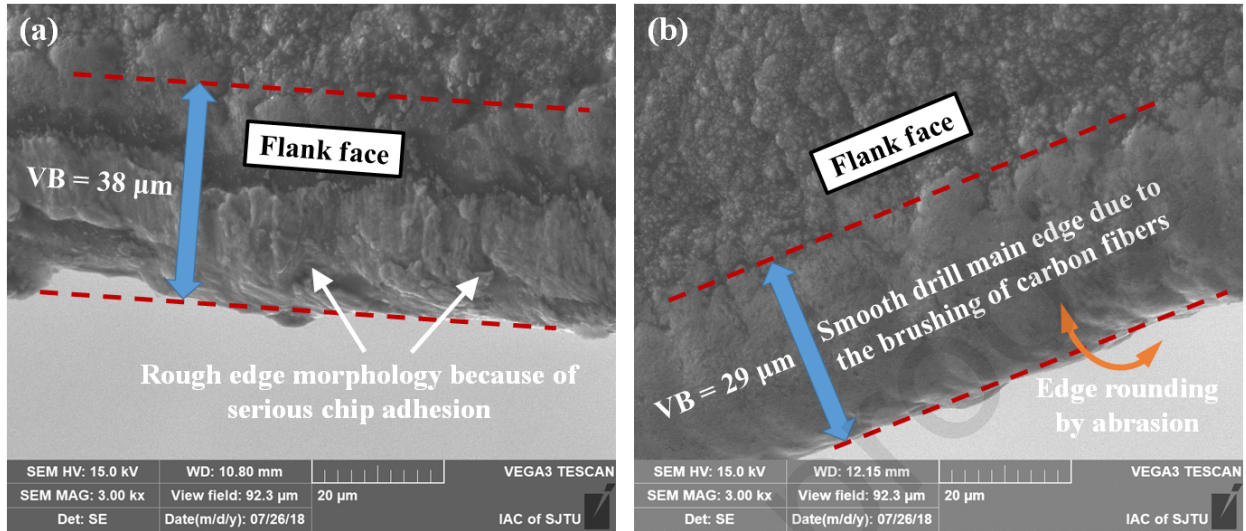 (a)
Flank face
VB = 38 µm
Rough edge morphology because of
serious chip adhesion
SEM HV: 15.0 kV
WD: 10.80 mm
VEGA3 TESCAN
SEM MAG: 3.00 kx
View field: 92.3 µm
20 µm
Det: SE
Date(m/d/y): 07/26/18
IAC of SJTU
(b)
Flank face
Smooth drill main edge due to
the brushing of carbon fibers
VB = 29 µm
Edge rounding
by abrasion
SEM HV: 15.0 kV
WD: 12.15 mm
VEGA3 TESCAN
SEM MAG: 3.00 kx
View field: 92.3 µm
20 µm
Det: SE
Date(m/d/y): 07/26/18
IAC of SJTU